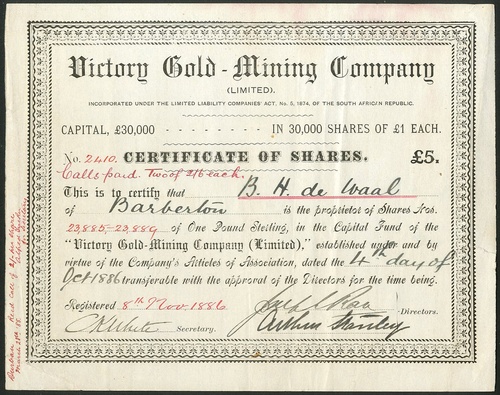 Victory Gold-Mining Company
(LIMITED).
INCORPORATED UNDER THE LIMITED LIABILITY COMPANIES' ACT, No. 5, 1874, OF THE SOUTH AFRICAN REPUBLIC.
CAPITAL, £30,000 - - - - - - - - IN 30,000 SHARES OF £1 EACH.
No. 2410. CERTIFICATE OF SHARES. £5.
Calls paid. Two of 2/6 each.
This is to certify that B. H. de Waal
of Barberton is the proprietor of Shares Nos.
23,885-23,889 of One Pound Sterling, in the Capital Fund of the
"Victory Gold-Mining Company (Limited)," established under and by
virtue of the Company's Articles of Association, dated the 4th day of
Oct 1886 transferable with the approval of the Directors for the time being.
Registered 8th Nov. 1886
Directors.
Arthur Stanley
Secretary.